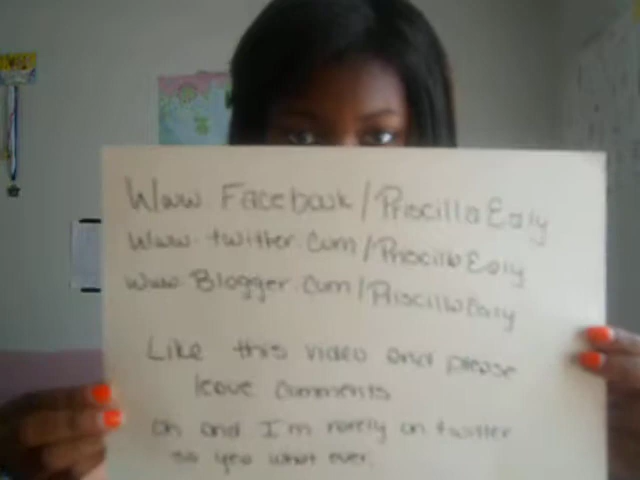 Www Facebook/PriscillaEaly
Www.twitter.com/PriscillaEaly
Www.Blogger.com/PriscillaEaly
Like this video and please
leave comments
Oh and I'm rarely on twitter
so yea what ever.